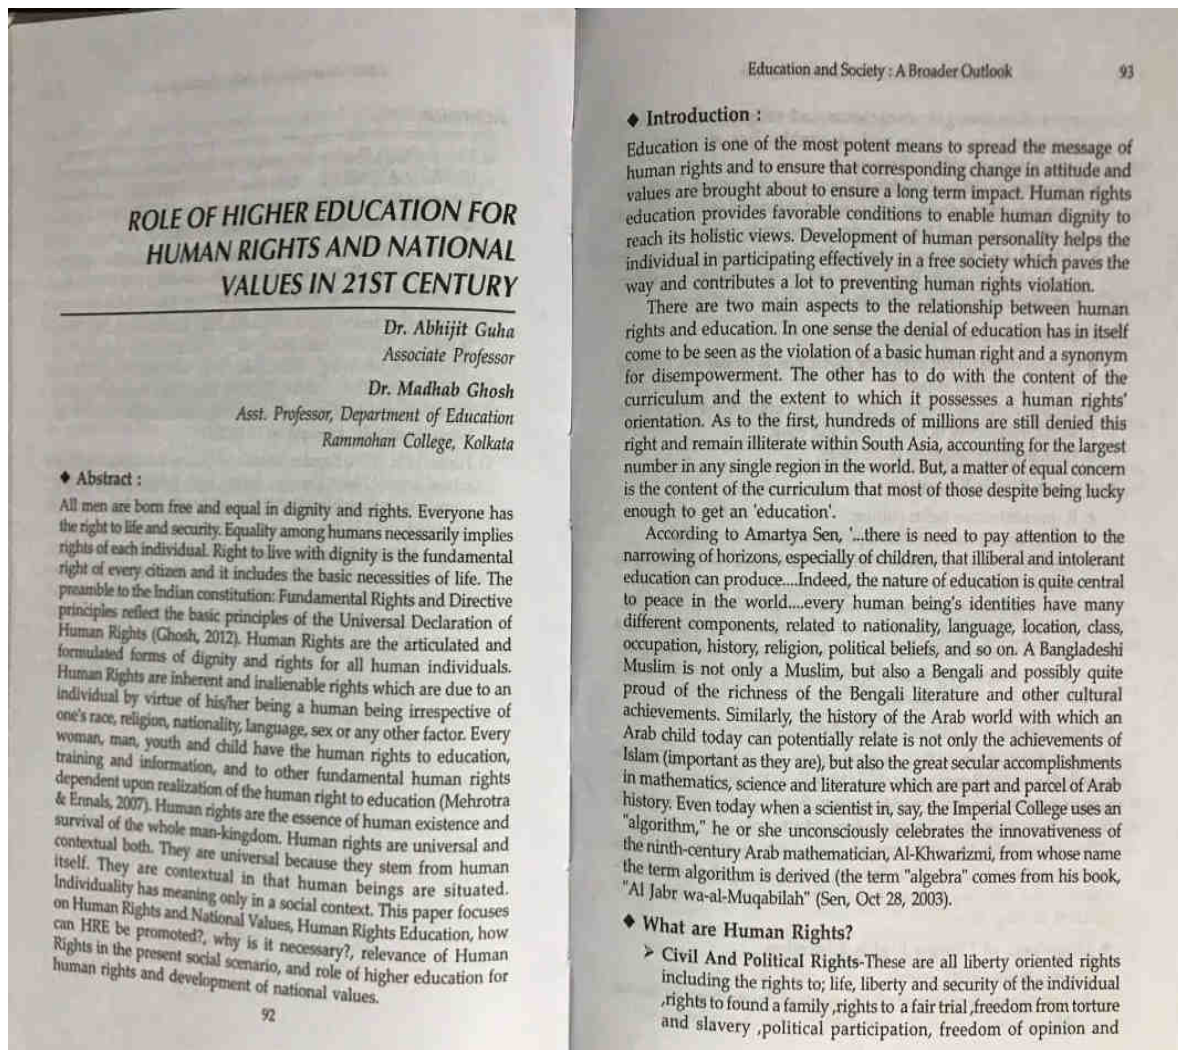 ROLE OF HIGHER EDUCATION FOR
HUMAN RIGHTS AND NATIONAL
VALUES IN 21ST CENTURY
Dr. Abhijit Guha
Associate Professor
Dr. Madhab Ghosh
Asst. Professor, Department of Education
Rammohan College, Kolkata
◆ Abstract :
All men are born free and equal in dignity and rights. Everyone has
the right to life and security. Equality among humans necessarily implies
rights of each individual. Right to live with dignity is the fundamental
right of every citizen and it includes the basic necessities of life. The
preamble to the Indian constitution: Fundamental Rights and Directive
principles reflect the basic principles of the Universal Declaration of
Human Rights (Ghosh, 2012). Human Rights are the articulated and
formulated forms of dignity and rights for all human individuals.
Human Rights are inherent and inalienable rights which are due to an
individual by virtue of his/her being a human being irrespective of
one's race, religion, nationality, language, sex or any other factor. Every
woman, man, youth and child have the human rights to education,
training and information, and to other fundamental human rights
dependent upon realization of the human right to education (Mehrotra
& Ermals, 2007). Human rights are the essence of human existence and
survival of the whole man-kingdom. Human rights are universal and
contextual both. They are universal because they stem from human
itself. They are contextual in that human beings are situated.
Individuality has meaning only in a social context. This paper focuses
on Human Rights and National Values, Human Rights Education, how
can HRE be promoted?, why is it necessary?, relevance of Human
Rights in the present social scenario, and role of higher education for
human rights and development of national values.
92
Education and Society : A Broader Outlook 93
◆ Introduction :
Education is one of the most potent means to spread the message of
human rights and to ensure that corresponding change in attitude and
values are brought about to ensure a long term impact. Human rights
education provides favorable conditions to enable human dignity to
reach its holistic views. Development of human personality helps the
individual in participating effectively in a free society which paves the
way and contributes a lot to preventing human rights violation.
There are two main aspects to the relationship between human
rights and education. In one sense the denial of education has in itself
come to be seen as the violation of a basic human right and a synonym
for disempowerment. The other has to do with the content of the
curriculum and the extent to which it possesses a human rights'
orientation. As to the first, hundreds of millions are still denied this
right and remain illiterate within South Asia, accounting for the largest
number in any single region in the world. But, a matter of equal concern
is the content of the curriculum that most of those despite being lucky
enough to get an 'education'.
According to Amartya Sen, '...there is need to pay attention to the
narrowing of horizons, especially of children, that illiberal and intolerant
education can produce....Indeed, the nature of education is quite central
to peace in the world....every human being's identities have many
different components, related to nationality, language, location, class,
occupation, history, religion, political beliefs, and so on. A Bangladeshi
Muslim is not only a Muslim, but also a Bengali and possibly quite
proud of the richness of the Bengali literature and other cultural
achievements. Similarly, the history of the Arab world with which an
Arab child today can potentially relate is not only the achievements of
Islam (important as they are), but also the great secular accomplishments
in mathematics, science and literature which are part and parcel of Arab
history. Even today when a scientist in, say, the Imperial College uses an
"algorithm," he or she unconsciously celebrates the innovativeness of
the ninth-century Arab mathematician, Al-Khwarizmi, from whose name
the term algorithm is derived (the term "algebra" comes from his book,
"Al Jabr wa-al-Muqabilah" (Sen, Oct 28, 2003).
◆ What are Human Rights?
➢ Civil And Political Rights-These are all liberty oriented rights
including the rights to; life, liberty and security of the individual
,rights to found a family ,rights to a fair trial ,freedom from torture
and slavery ,political participation, freedom of opinion and